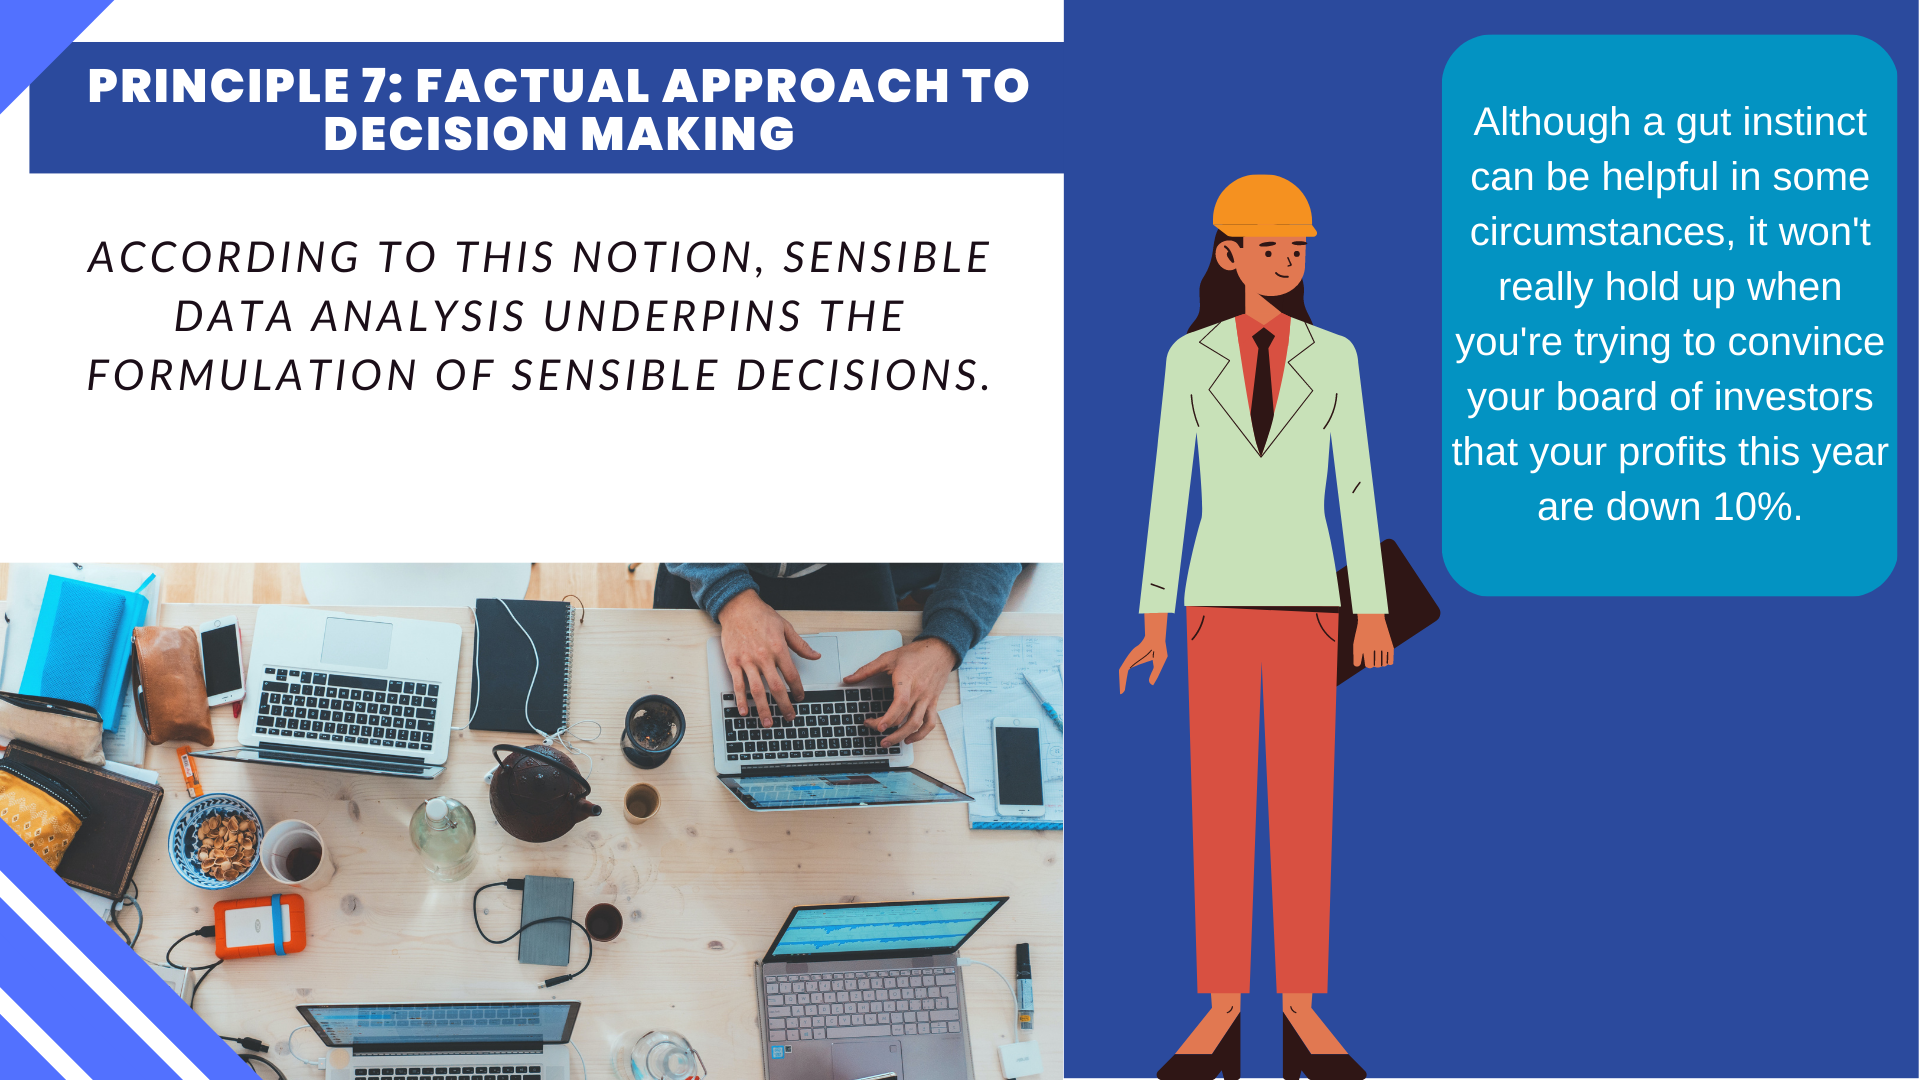 PRINCIPLE 7: FACTUAL APPROACH TO
DECISION MAKING
ACCORDING TO THIS NOTION, SENSIBLE
DATA ANALYSIS UNDERPINS THE
FORMULATION OF SENSIBLE DECISIONS.
Although a gut instinct
can be helpful in some
circumstances, it won't
really hold up when
you're trying to convince
your board of investors
that your profits this year
are down 10%.